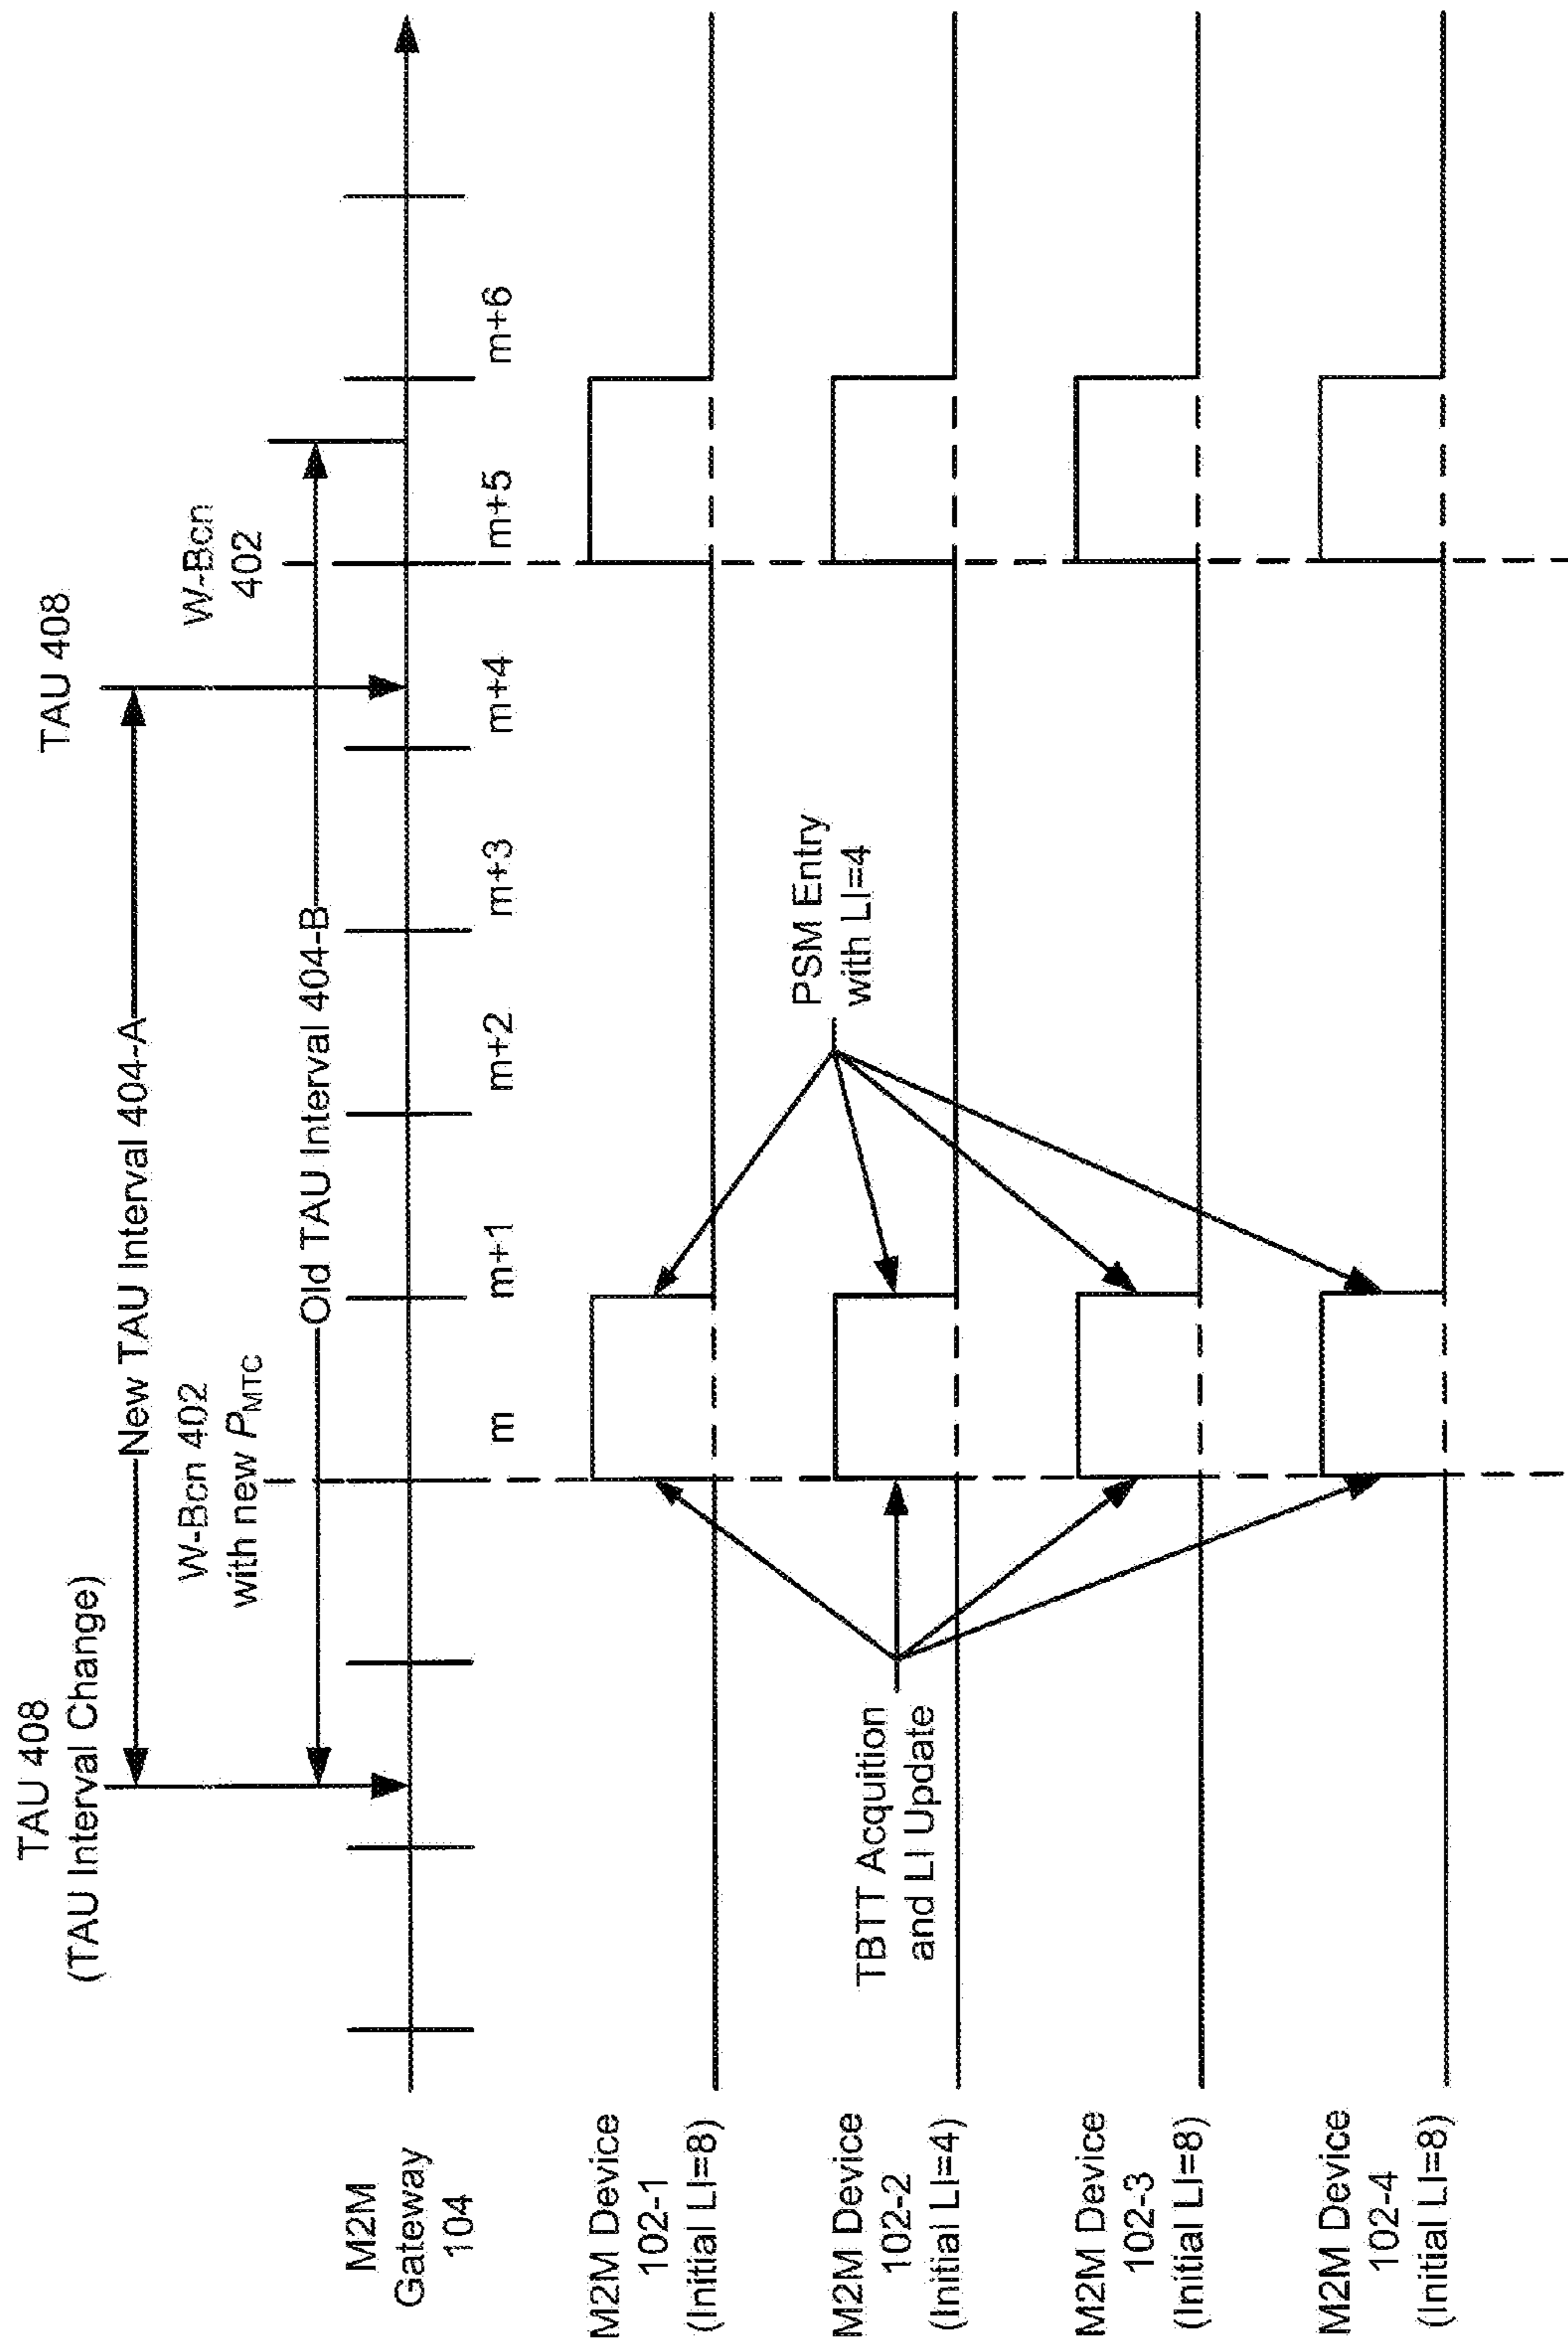 TAU 408
(TAU Interval Change)
TAU 408
New TAU Interval 404-A
W-Bcn 402
with new PMTC
W-Bcn
402
Old TAU Interval 404-B
M2M
Gateway
104
m
m+1
m+2
m+3
m+4
m+5
m+6
M2M Device
102-1
(Initial LI=8)
PSM Entry
with LI=4
M2M Device
102-2
(Initial LI=4)
TBTT Acquition
and LI Update
M2M Device
102-3
(Initial LI=8)
M2M Device
102-4
(Initial LI=8)